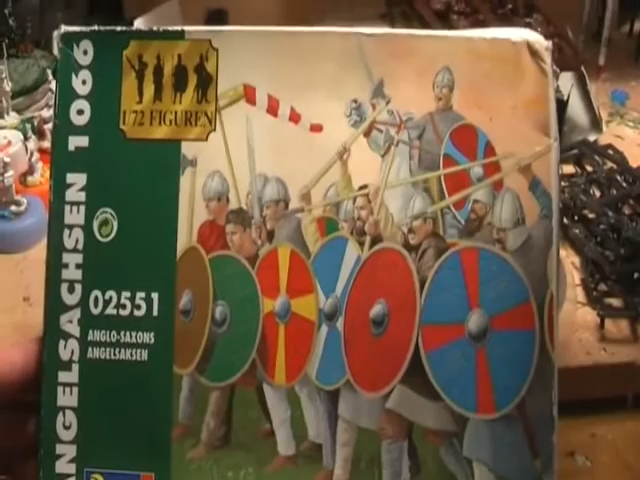 1/72 FIGUREN
ANGELSACHSEN 1066
02551
ANGLO-SAXONS
ANGELSAKSEN